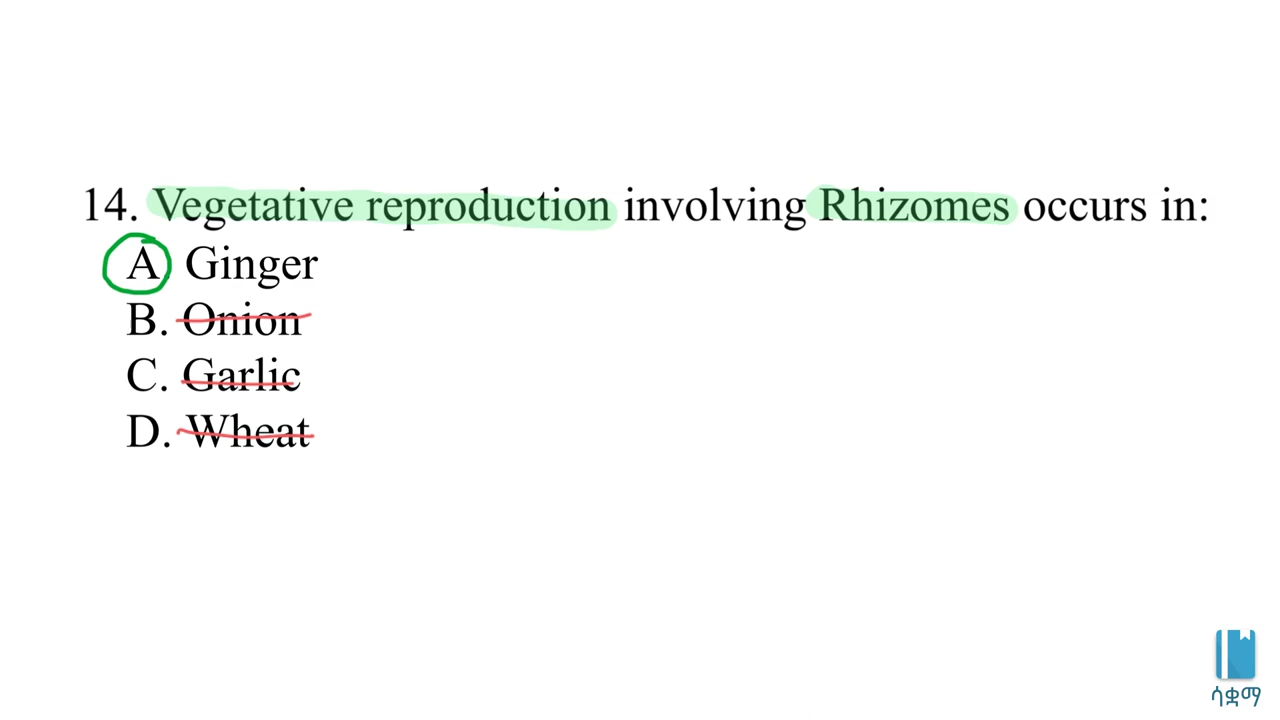 14. Vegetative reproduction involving Rhizomes occurs in:
A Ginger
B. Onion
C. Garlic
D. Wheat
ሳቋማ